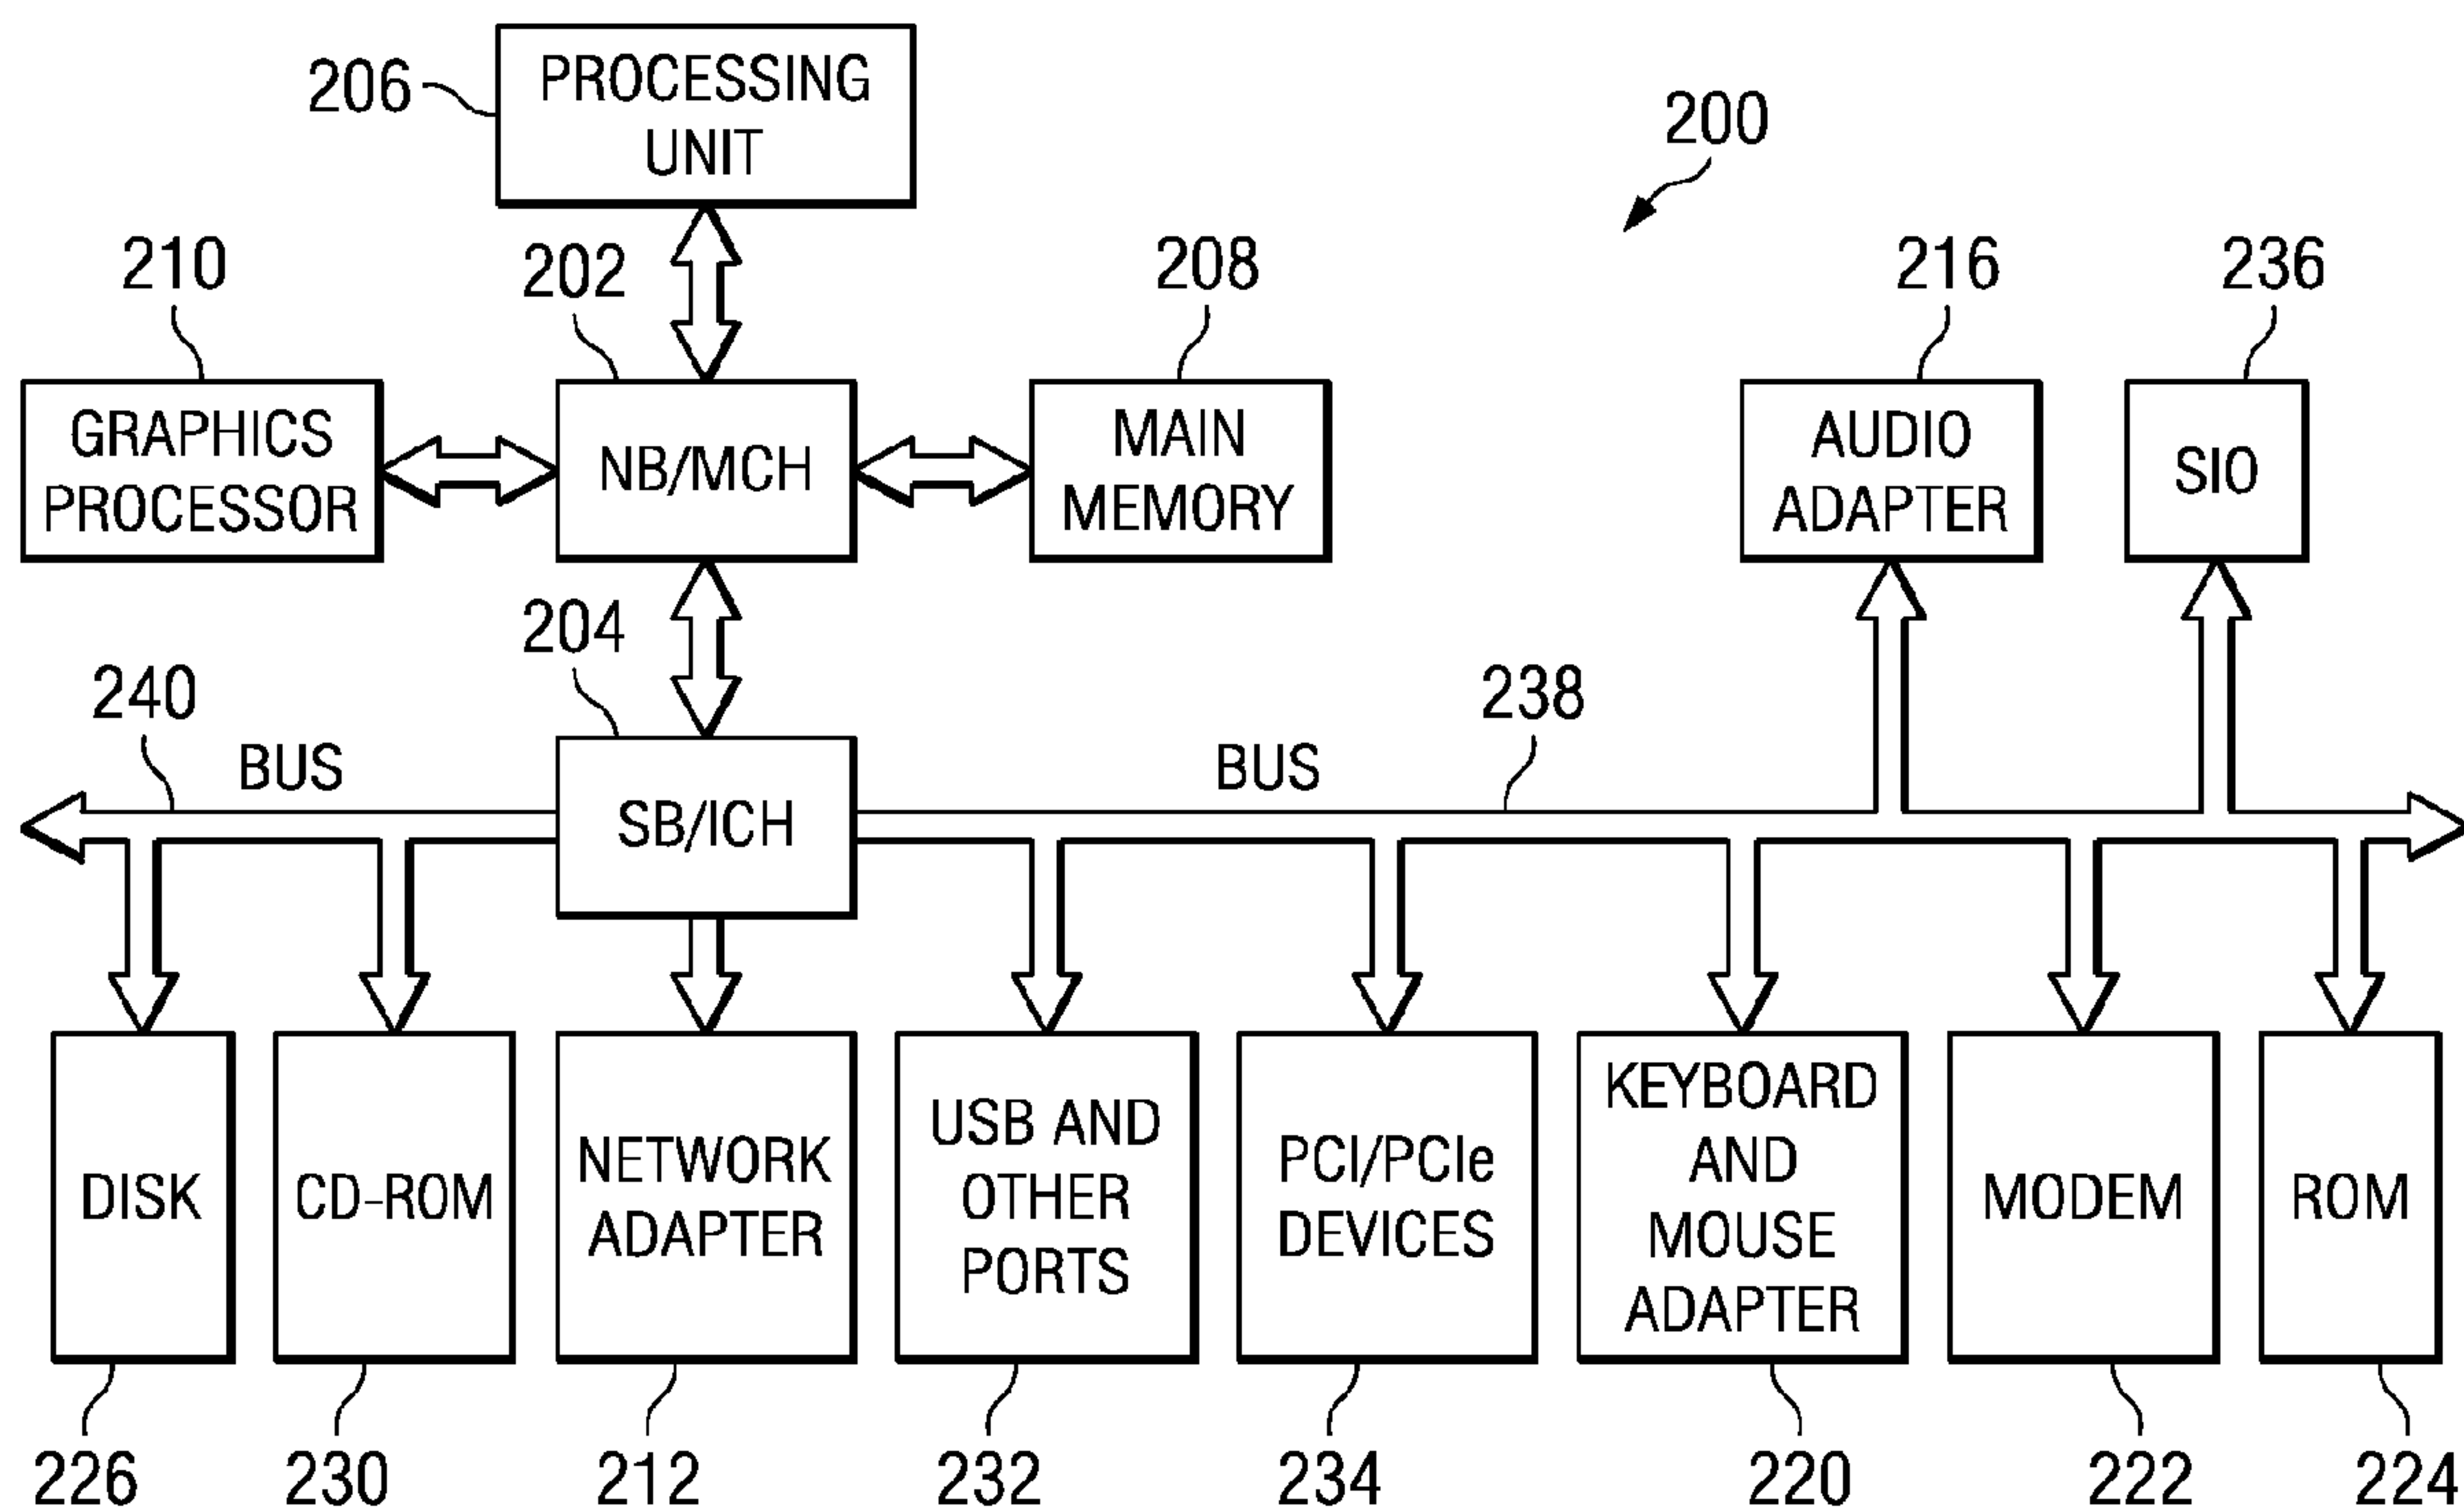 PROCESSING
UNIT
206
200
210
202
208
216
236
GRAPHICS
PROCESSOR
NB/MCH
MAIN
MEMORY
AUDIO
ADAPTER
SIO
204
240
238
BUS
BUS
SB/ICH
DISK
CD-ROM
NETWORK
ADAPTER
USB AND
OTHER
PORTS
PCI/PCIe
DEVICES
KEYBOARD
AND
MOUSE
ADAPTER
MODEM
ROM
226
230
212
232
234
220
222
224